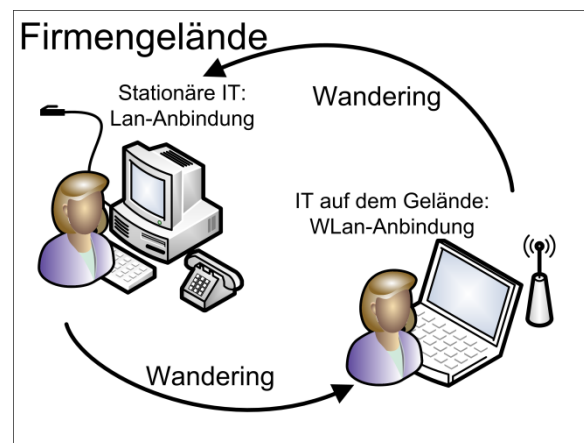 Firmengelände
Stationäre IT:
Lan-Anbindung
Wandering
IT auf dem Gelände:
WLan-Anbindung
Wandering